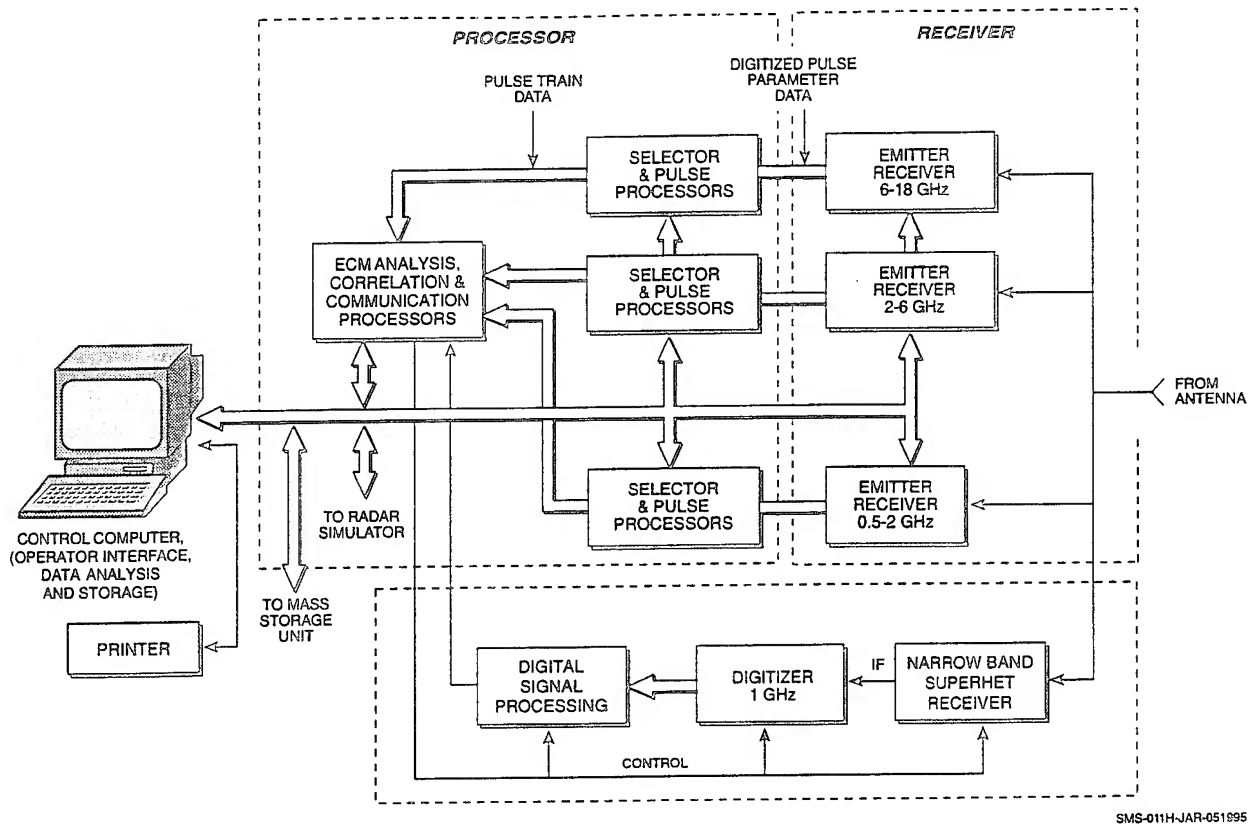 PROCESSOR
RECEIVER
PULSE TRAIN
DATA
DIGITIZED PULSE
PARAMETER
DATA
SELECTOR
& PULSE
PROCESSORS
EMITTER
RECEIVER
6-18 GHz
ECM ANALYSIS,
CORRELATION &
COMMUNICATION
PROCESSORS
SELECTOR
& PULSE
PROCESSORS
EMITTER
RECEIVER
2-6 GHz
FROM
ANTENNA
SELECTOR
& PULSE
PROCESSORS
EMITTER
RECEIVER
0.5-2 GHz
TO RADAR
SIMULATOR
CONTROL COMPUTER,
(OPERATOR INTERFACE,
DATA ANALYSIS
AND STORAGE)
TO MASS
STORAGE
UNIT
PRINTER
DIGITAL
SIGNAL
PROCESSING
DIGITIZER
1 GHz
IF
NARROW BAND
SUPERHET
RECEIVER
CONTROL
SMS-011H-JAR-051995